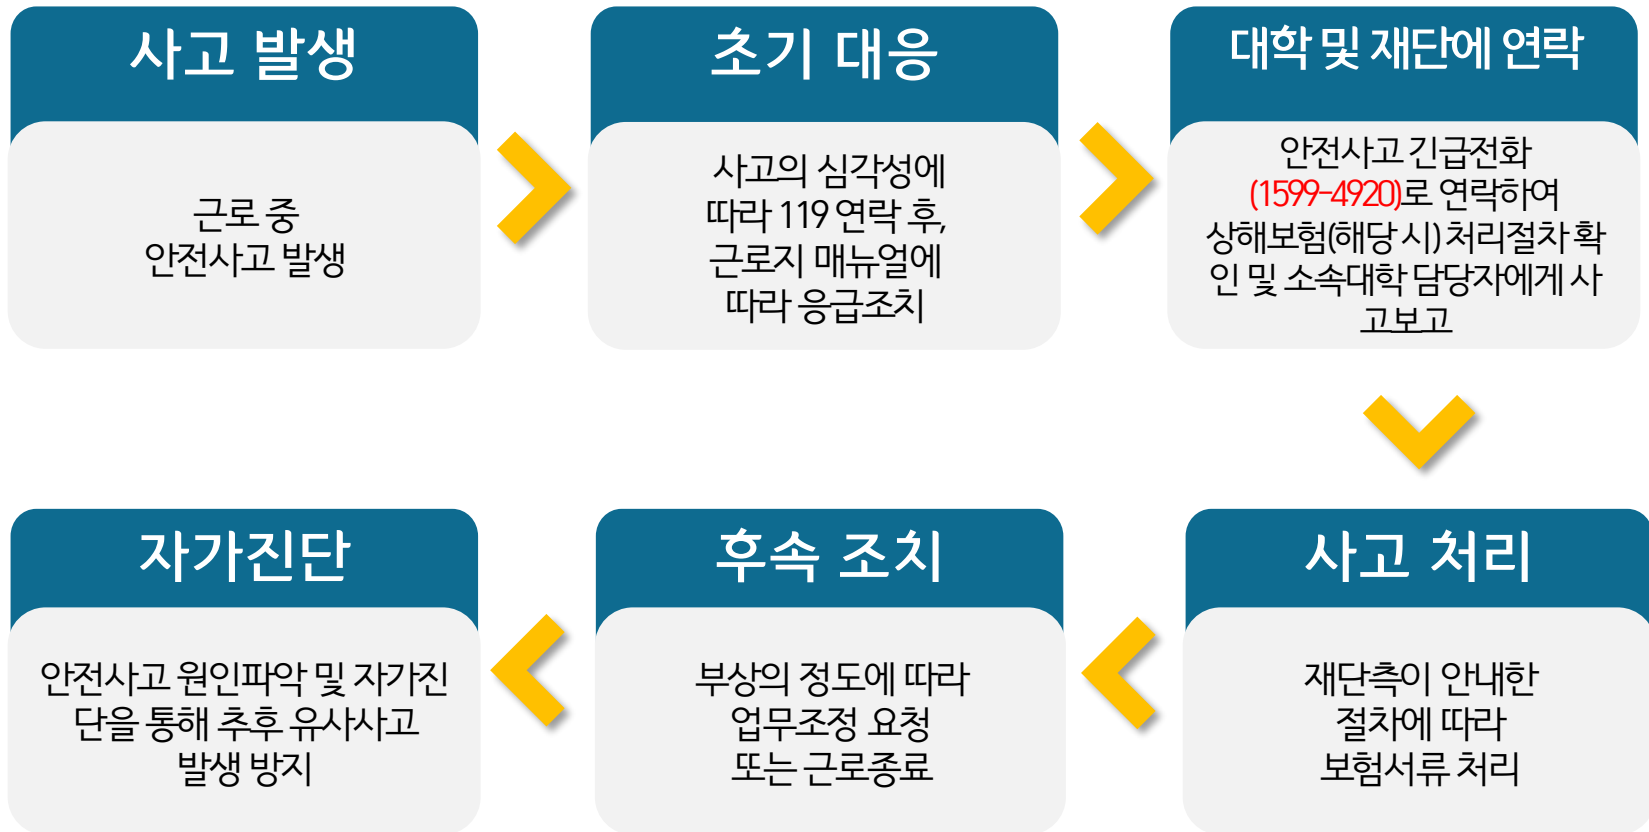 사고 발생
근로 중
안전사고 발생
초기 대응
사고의 심각성에
따라 119 연락 후,
근로지 매뉴얼에
따라 응급조치
대학 및 재단에 연락
안전사고 긴급전화
(1599-4920)로 연락하여
상해보험(해당 시) 처리절차 확
인 및 소속대학 담당자에게 사
고보고
사고 처리
재단측이 안내한
절차에 따라
보험서류 처리
후속 조치
부상의 정도에 따라
업무조정 요청
또는 근로종료
자가진단
안전사고 원인파악 및 자가진
단을 통해 추후 유사사고
발생 방지